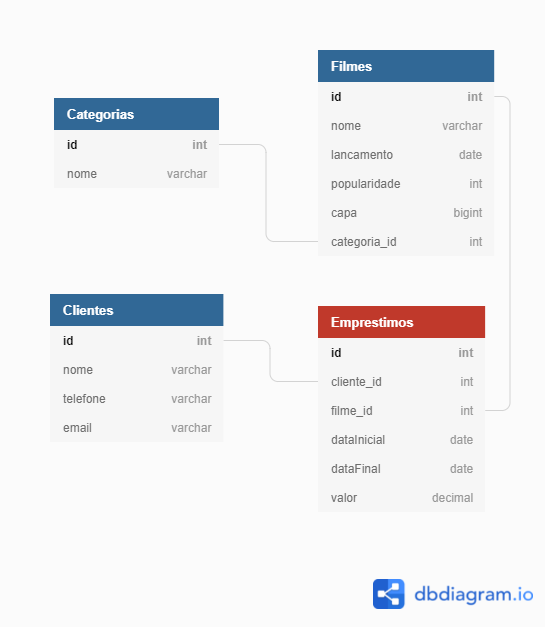 Categorias
id int
nome varchar
Filmes
id int
nome varchar
lancamento date
popularidade int
capa bigint
categoria_id int
Clientes
id int
nome varchar
telefone varchar
email varchar
Emprestimos
id int
cliente_id int
filme_id int
dataInicial date
dataFinal date
valor decimal
dbdiagram.io